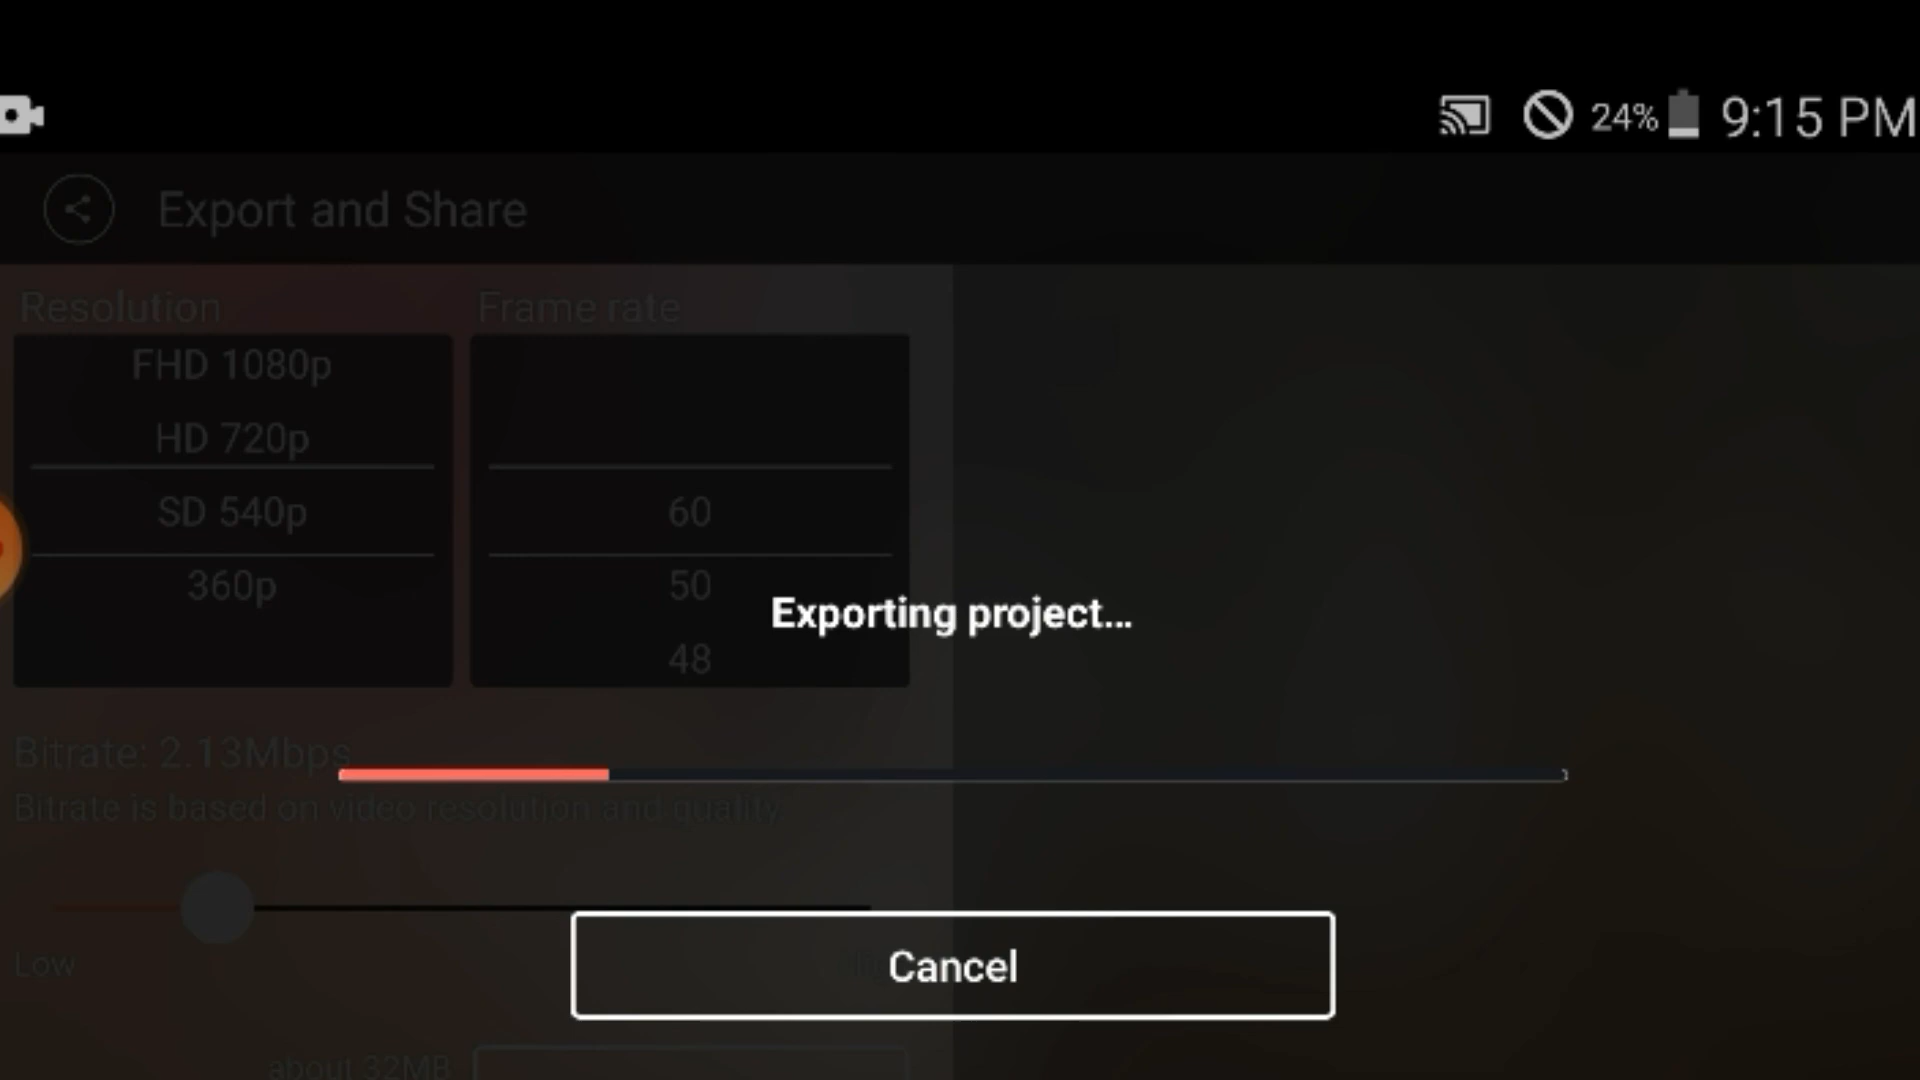 24% 9:15 PM
Export and Share
Resolution
Frame rate
FHD 1080p
HD 720p
SD 540p
360p
60
50
48
Exporting project...
Bitrate: 2.13Mbps
Bitrate is based on video resolution and quality
Low
Cancel
about 32MB